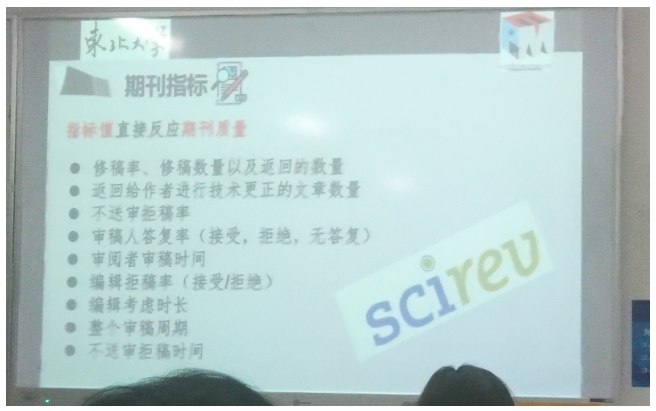 東北大学
期刊指标
指标值直接反应期刊质量
● 修稿率、修稿数量以及返回的数量
● 返回给作者进行技术更正的文章数量
● 不送审拒稿率
● 审稿人答复率（接受，拒绝，无答复）
● 审阅者审稿时间
● 编辑拒稿率（接受/拒绝）
● 编辑考虑时长
● 整个审稿周期
● 不送审拒稿时间
scirev